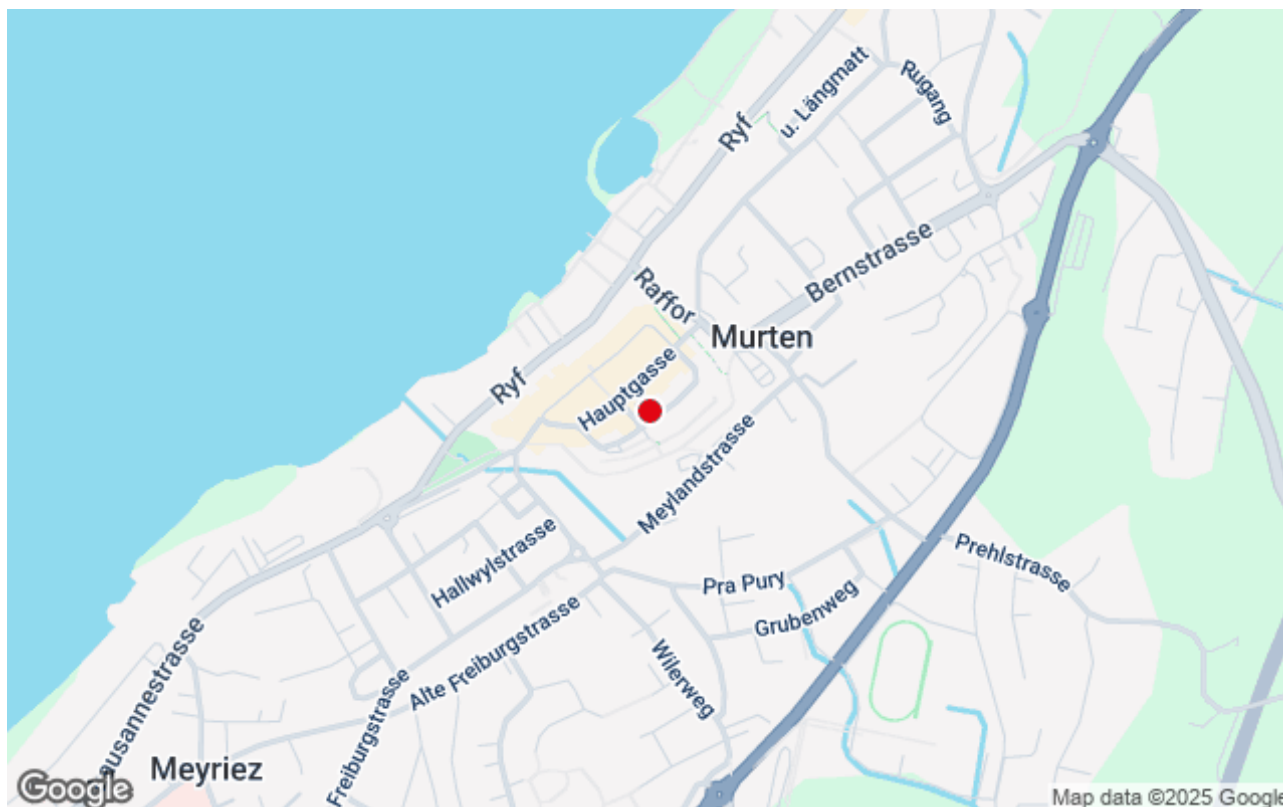 u. Längmatt
Rugang
Ryf
Bernstrasse
Raffor
Murten
Hauptgasse
Ryf
Meylandstrasse
Hallwylstrasse
Prehlstrasse
Pra Pury
Grubenweg
Alte Freiburgstrasse
Wilerweg
ausannestrasse
Freiburgstrasse
Meyriez
Google
Map data ©2025 Google